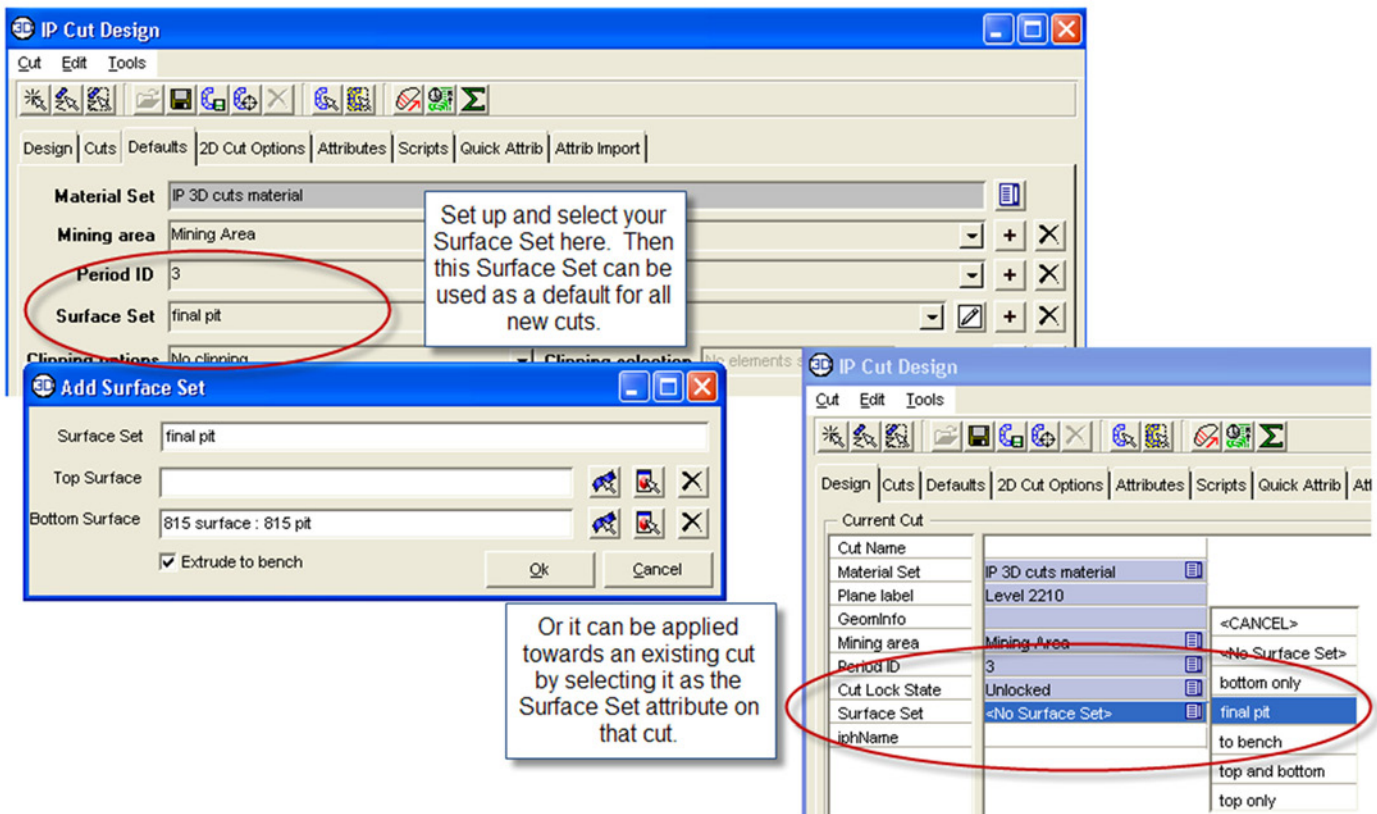 IP Cut Design
Cut Edit Tools
Design Cuts Defaults 2D Cut Options Attributes Scripts Quick Attrib Attrib Import
Material Set IP 3D cuts material
Mining area Mining Area
Period ID 3
Surface Set final pit
Clipping options No clipping Clipping selection No elements s
Set up and select your
Surface Set here. Then
this Surface Set can be
used as a default for all
new cuts.
3D Add Surface Set
Surface Set final pit
Top Surface
Bottom Surface 815 surface : 815 pit
Extrude to bench Ok Cancel
Or it can be applied
towards an existing cut
by selecting it as the
Surface Set attribute on
that cut.
3D IP Cut Design
Cut Edit Tools
Design Cuts Defaults 2D Cut Options Attributes Scripts Quick Attrib Att
Current Cut
Cut Name
Material Set IP 3D cuts material
Plane label Level 2210
GeomInfo
Mining area Mining Area
Period ID 3
Cut Lock State Unlocked
Surface Set <No Surface Set>
iphName
<CANCEL>
<No Surface Set>
bottom only
final pit
to bench
top and bottom
top only